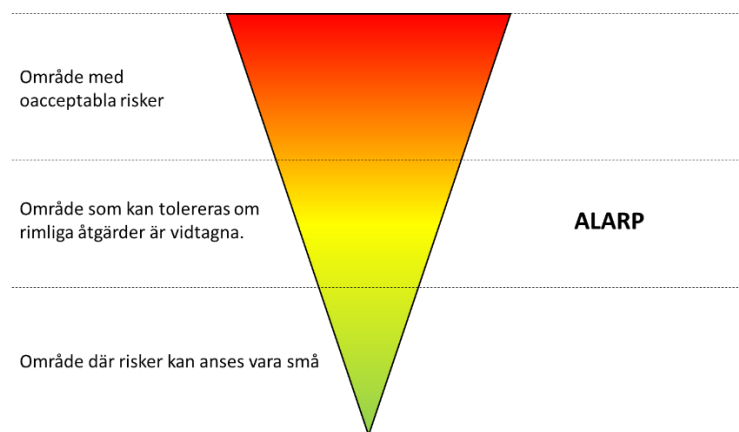 Område med
oacceptabla risker
Område som kan tolereras om
rimliga åtgärder är vidtagna.
ALARP
Område där risker kan anses vara små